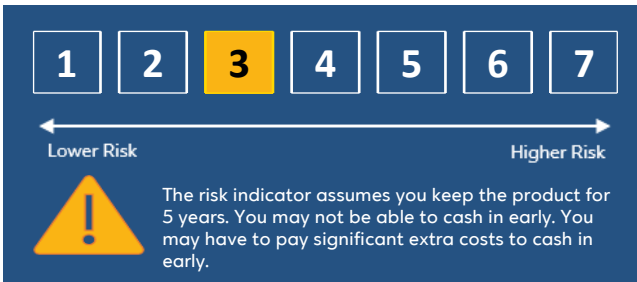 1 2 3 4 5 6 7
Lower Risk Higher Risk
The risk indicator assumes you keep the product for
5 years. You may not be able to cash in early. You
may have to pay significant extra costs to cash in
early.